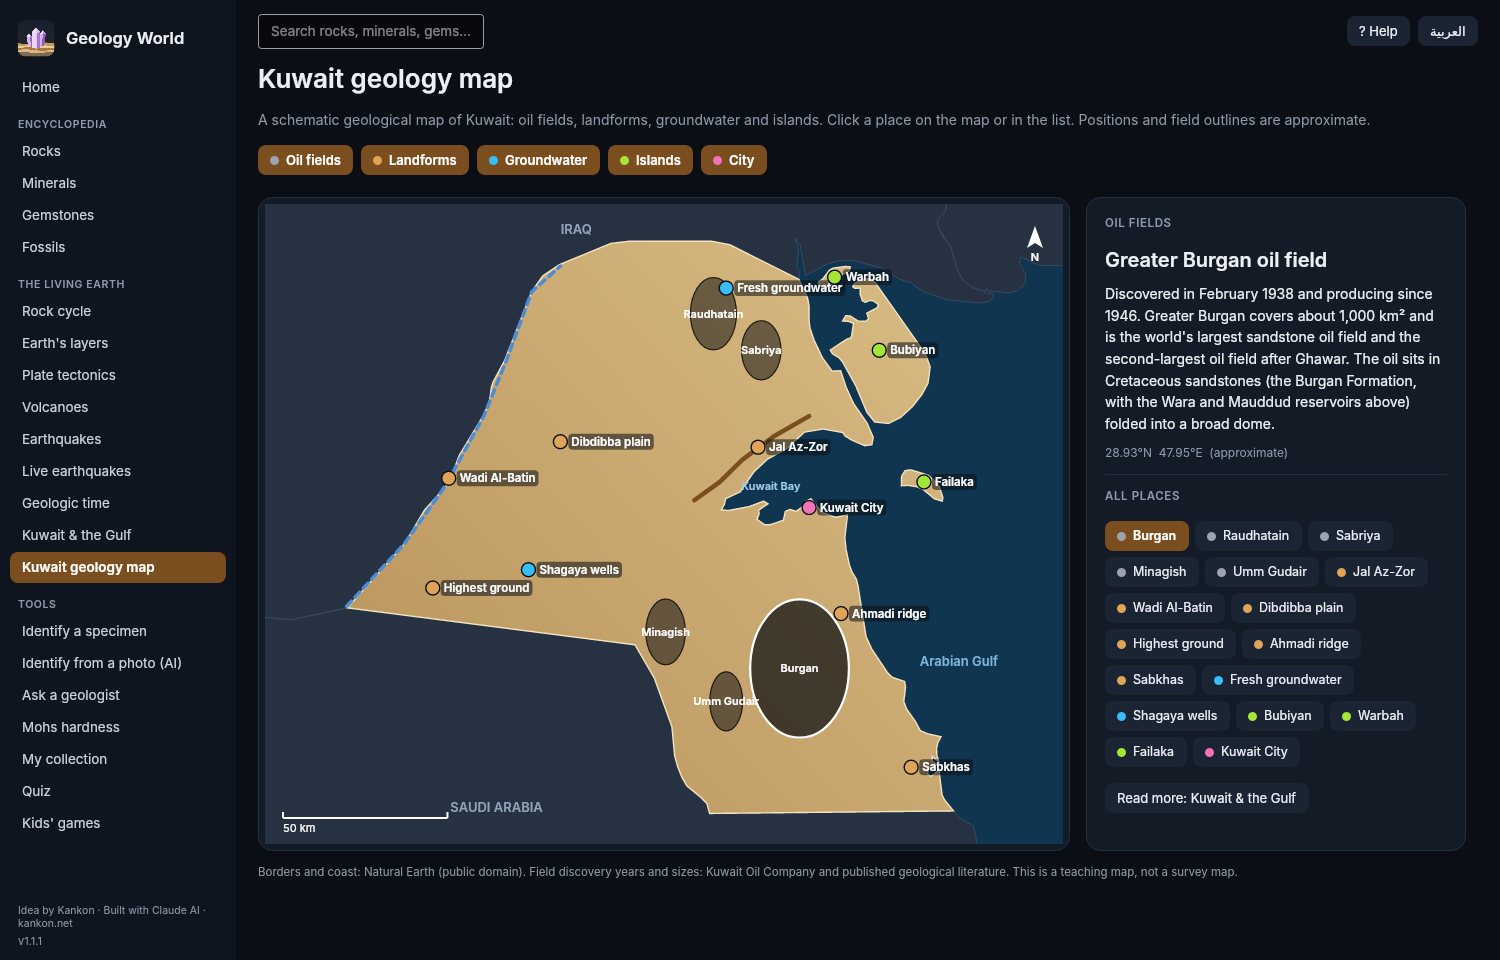 Geology World
Home
ENCYCLOPEDIA
Rocks
Minerals
Gemstones
Fossils
THE LIVING EARTH
Rock cycle
Earth's layers
Plate tectonics
Volcanoes
Earthquakes
Live earthquakes
Geologic time
Kuwait & the Gulf
Kuwait geology map
TOOLS
Identify a specimen
Identify from a photo (AI)
Ask a geologist
Mohs hardness
My collection
Quiz
Kids' games
Idea by Kankon · Built with Claude AI ·
kankon.net
v1.1.1
Search rocks, minerals, gems...
? Help
العربية
Kuwait geology map
A schematic geological map of Kuwait: oil fields, landforms, groundwater and islands. Click a place on the map or in the list. Positions and field outlines are approximate.
Oil fields
Landforms
Groundwater
Islands
City
IRAQ
N
Warbah
Fresh groundwater
Raudhatain
Sabriya
Bubiyan
Dibdibba plain
Jal Az-Zor
Wadi Al-Batin
Kuwait Bay
Failaka
Kuwait City
Shagaya wells
Highest ground
Ahmadi ridge
Minagish
Arabian Gulf
Burgan
Umm Gudair
Sabkhas
SAUDI ARABIA
50 km
OIL FIELDS
Greater Burgan oil field
Discovered in February 1938 and producing since
1946. Greater Burgan covers about 1,000 km² and
is the world's largest sandstone oil field and the
second-largest oil field after Ghawar. The oil sits in
Cretaceous sandstones (the Burgan Formation,
with the Wara and Mauddud reservoirs above)
folded into a broad dome.
28.93°N 47.95°E (approximate)
ALL PLACES
Burgan
Raudhatain
Sabriya
Minagish
Umm Gudair
Jal Az-Zor
Wadi Al-Batin
Dibdibba plain
Highest ground
Ahmadi ridge
Sabkhas
Fresh groundwater
Shagaya wells
Bubiyan
Warbah
Failaka
Kuwait City
Read more: Kuwait & the Gulf
Borders and coast: Natural Earth (public domain). Field discovery years and sizes: Kuwait Oil Company and published geological literature. This is a teaching map, not a survey map.